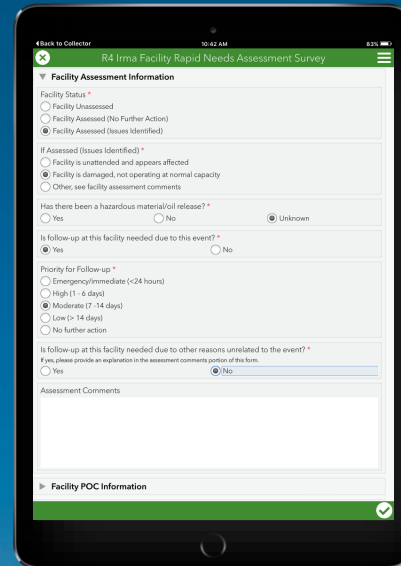 Back to Collector
10:42 AM
83%
R4 Irma Facility Rapid Needs Assessment Survey
Facility Assessment Information
Facility Status *
Facility Unassessed
Facility Assessed (No Further Action)
Facility Assessed (Issues Identified)
If Assessed (Issues Identified) *
Facility is unattended and appears affected
Facility is damaged, not operating at normal capacity
Other, see facility assessment comments
Has there been a hazardous material/oil release? *
Yes No Unknown
Is follow-up at this facility needed due to this event? *
Yes No
Priority for Follow-up *
Emergency/immediate (<24 hours)
High (1 - 6 days)
Moderate (7 -14 days)
Low (> 14 days)
No further action
Is follow-up at this facility needed due to other reasons unrelated to the event? *
If yes, please provide an explanation in the assessment comments portion of this form.
Yes No
Assessment Comments
Facility POC Information